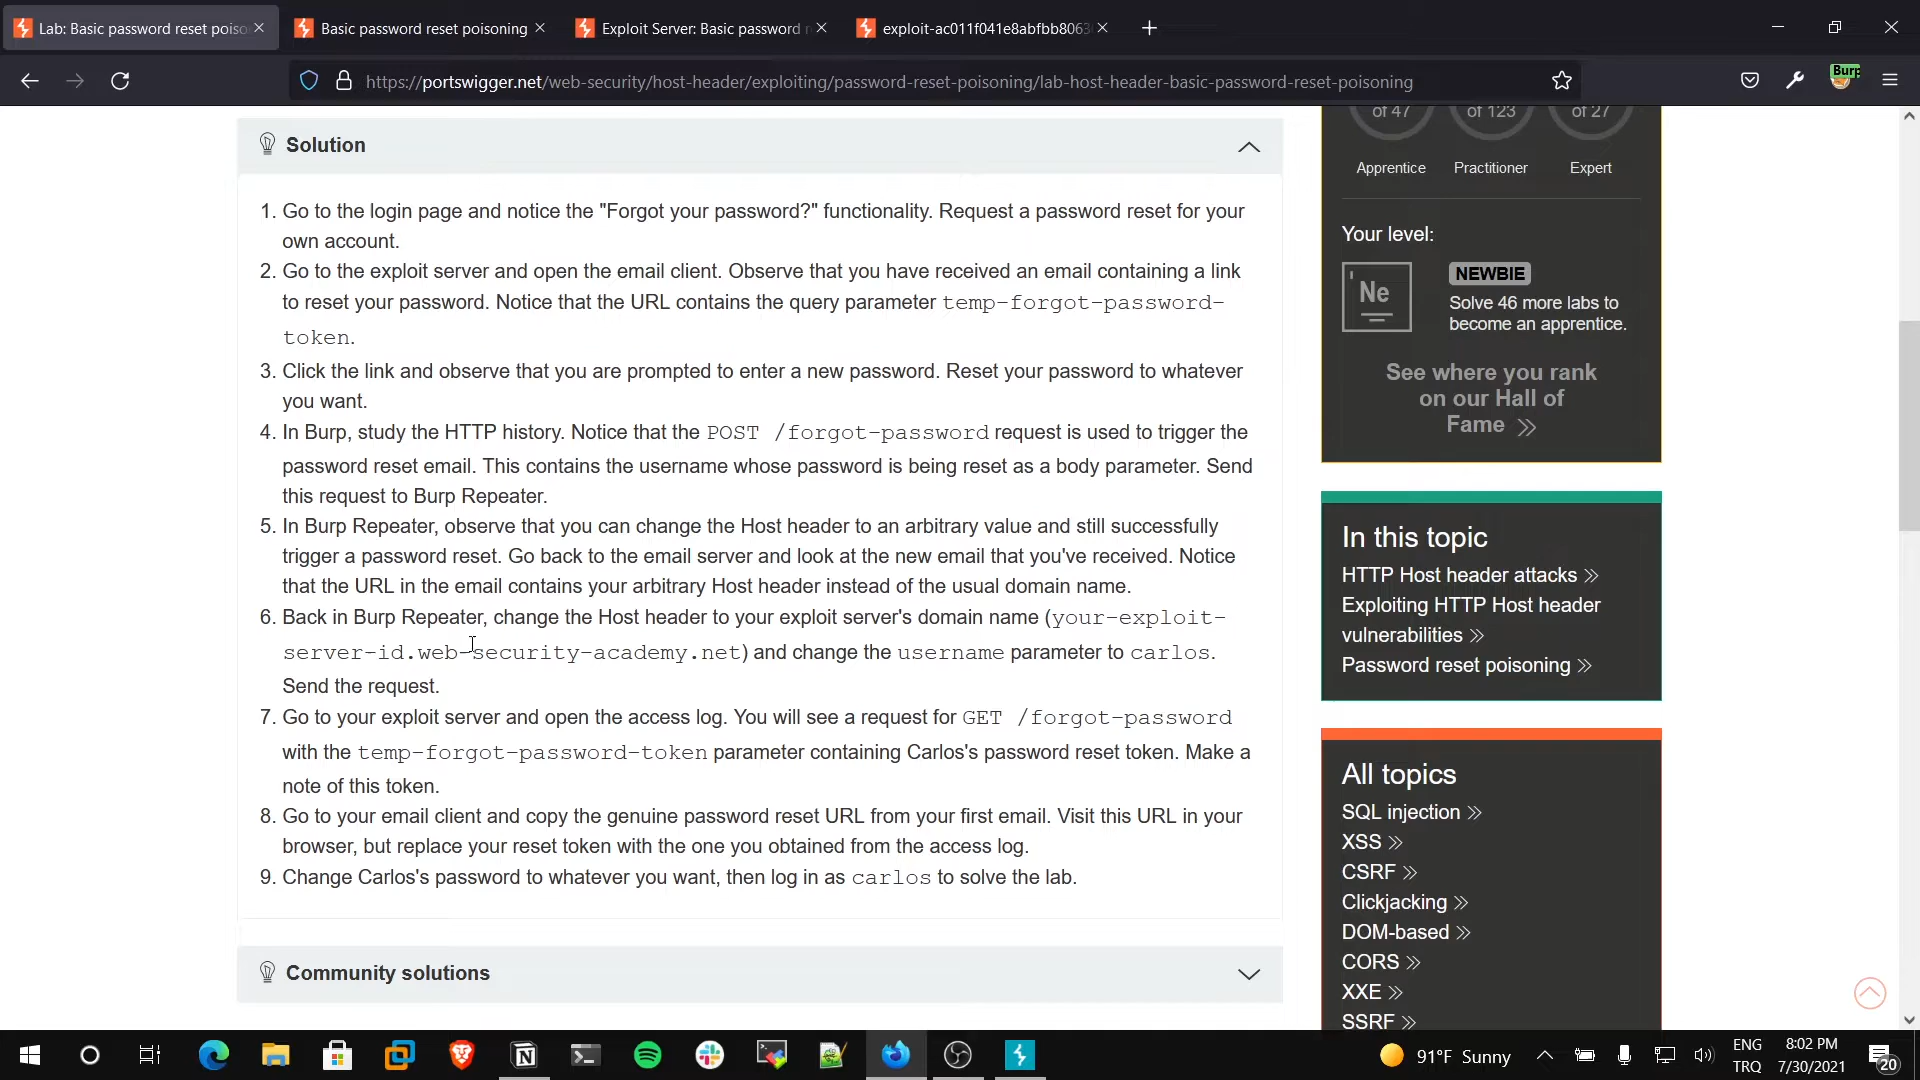 Lab: Basic password reset poiso
Basic password reset poisoning
Exploit Server: Basic password r
exploit-ac011f041e8abfbb8063
https://portswigger.net/web-security/host-header/exploiting/password-reset-poisoning/lab-host-header-basic-password-reset-poisoning
Burp
Solution
1. Go to the login page and notice the "Forgot your password?" functionality. Request a password reset for your
own account.
2. Go to the exploit server and open the email client. Observe that you have received an email containing a link
to reset your password. Notice that the URL contains the query parameter temp-forgot-password-
token.
3. Click the link and observe that you are prompted to enter a new password. Reset your password to whatever
you want.
4. In Burp, study the HTTP history. Notice that the POST /forgot-password request is used to trigger the
password reset email. This contains the username whose password is being reset as a body parameter. Send
this request to Burp Repeater.
5. In Burp Repeater, observe that you can change the Host header to an arbitrary value and still successfully
trigger a password reset. Go back to the email server and look at the new email that you've received. Notice
that the URL in the email contains your arbitrary Host header instead of the usual domain name.
6. Back in Burp Repeater, change the Host header to your exploit server's domain name (your-exploit-
server-id.web-security-academy.net) and change the username parameter to carlos.
Send the request.
7. Go to your exploit server and open the access log. You will see a request for GET /forgot-password
with the temp-forgot-password-token parameter containing Carlos's password reset token. Make a
note of this token.
8. Go to your email client and copy the genuine password reset URL from your first email. Visit this URL in your
browser, but replace your reset token with the one you obtained from the access log.
9. Change Carlos's password to whatever you want, then log in as carlos to solve the lab.
Community solutions
of 47 of 123 of 27
Apprentice Practitioner Expert
Your level:
Ne
NEWBIE
Solve 46 more labs to
become an apprentice.
See where you rank
on our Hall of
Fame
In this topic
HTTP Host header attacks
Exploiting HTTP Host header
vulnerabilities
Password reset poisoning
All topics
SQL injection
XSS
CSRF
Clickjacking
DOM-based
CORS
XXE
SSRF
91°F Sunny
ENG
TRQ
8:02 PM
7/30/2021
20